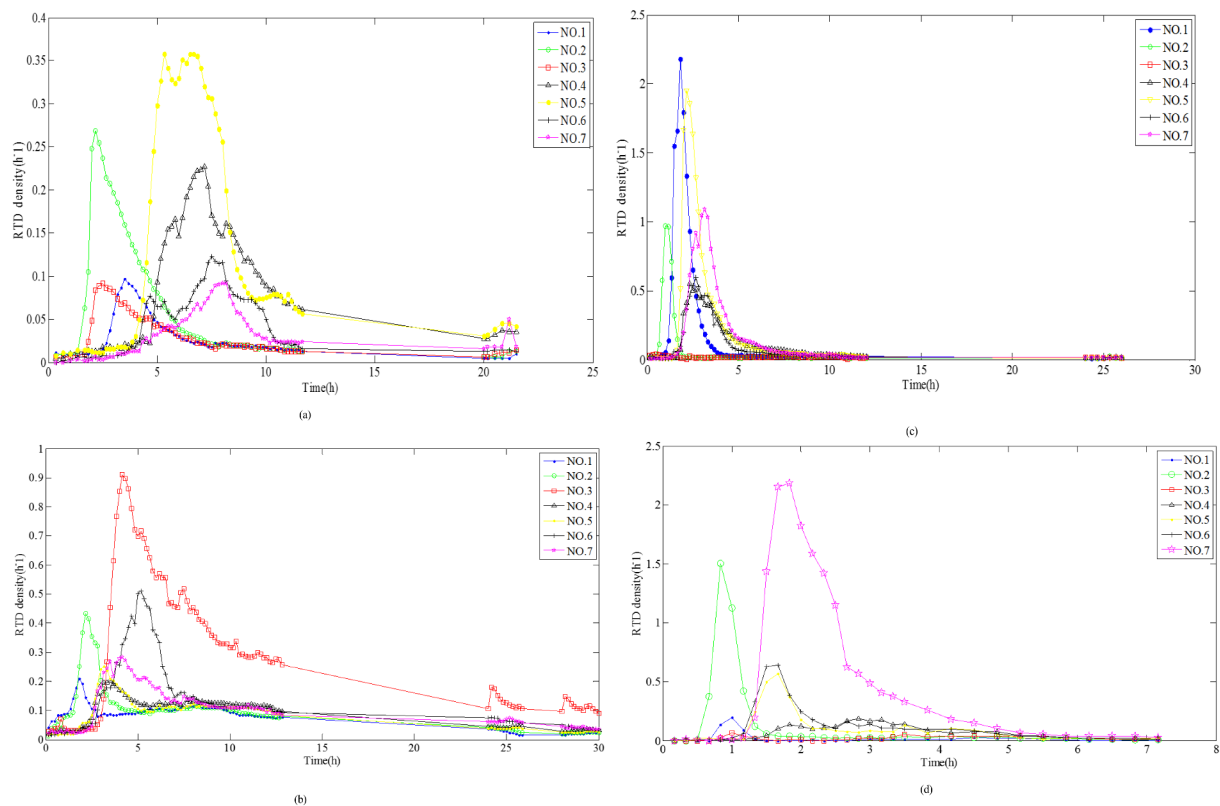 0.4
0.35
0.3
0.25
0.2
0.15
0.1
0.05
0
RTD density(h⁻¹)
NO.1
NO.2
NO.3
NO.4
NO.5
NO.6
NO.7
0 5 10 15 20 25
Time(h)
(a)
2.5
2
1.5
1
0.5
0
RTD density(h⁻¹)
NO.1
NO.2
NO.3
NO.4
NO.5
NO.6
NO.7
0 5 10 15 20 25 30
Time(h)
(c)
1
0.9
0.8
0.7
0.6
0.5
0.4
0.3
0.2
0.1
0
RTD density(h⁻¹)
NO.1
NO.2
NO.3
NO.4
NO.5
NO.6
NO.7
0 5 10 15 20 25 30
Time(h)
(b)
2.5
2
1.5
1
0.5
0
RTD density(h⁻¹)
NO.1
NO.2
NO.3
NO.4
NO.5
NO.6
NO.7
0 1 2 3 4 5 6 7 8
Time(h)
(d)